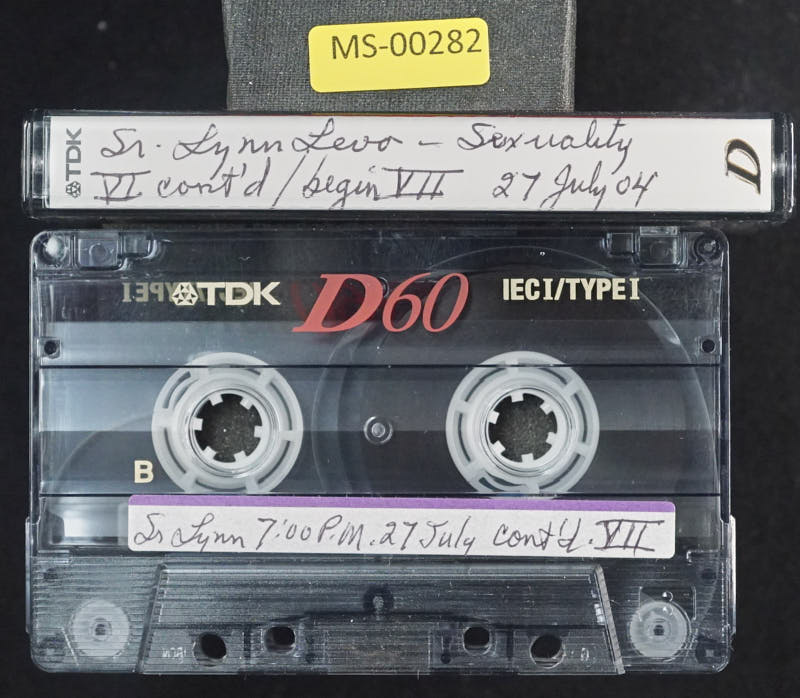 MS-00282
TDK
Sr. Lynn Levo - Sexuality
VI cont'd / begin VII 27 July 04
D
TDK D60 IECI/TYPE I
B
Sr Lynn 7:00 P.M. 27 July cont'd. VII